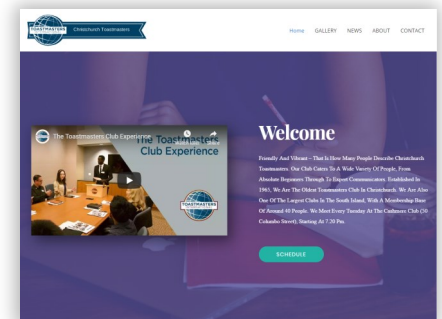 TOASTMASTERS
Christchurch Toastmasters
Home GALLERY NEWS ABOUT CONTACT
The Toastmasters Club Experience
The Toastmasters
Club Experience
TOASTMASTERS
Welcome
Friendly And Vibrant – That Is How Many People Describe Christchurch
Toastmasters. Our Club Caters To A Wide Variety Of People, From
Absolute Beginners Through To Expert Communicators. Established In
1965, We Are The Oldest Toastmasters Club In Christchurch. We Are Also
One Of The Largest Clubs In The South Island, With A Membership Base
Of Around 40 People. We Meet Every Tuesday At The Cashmere Club (50
Colombo Street), Starting At 7.20 Pm.
SCHEDULE